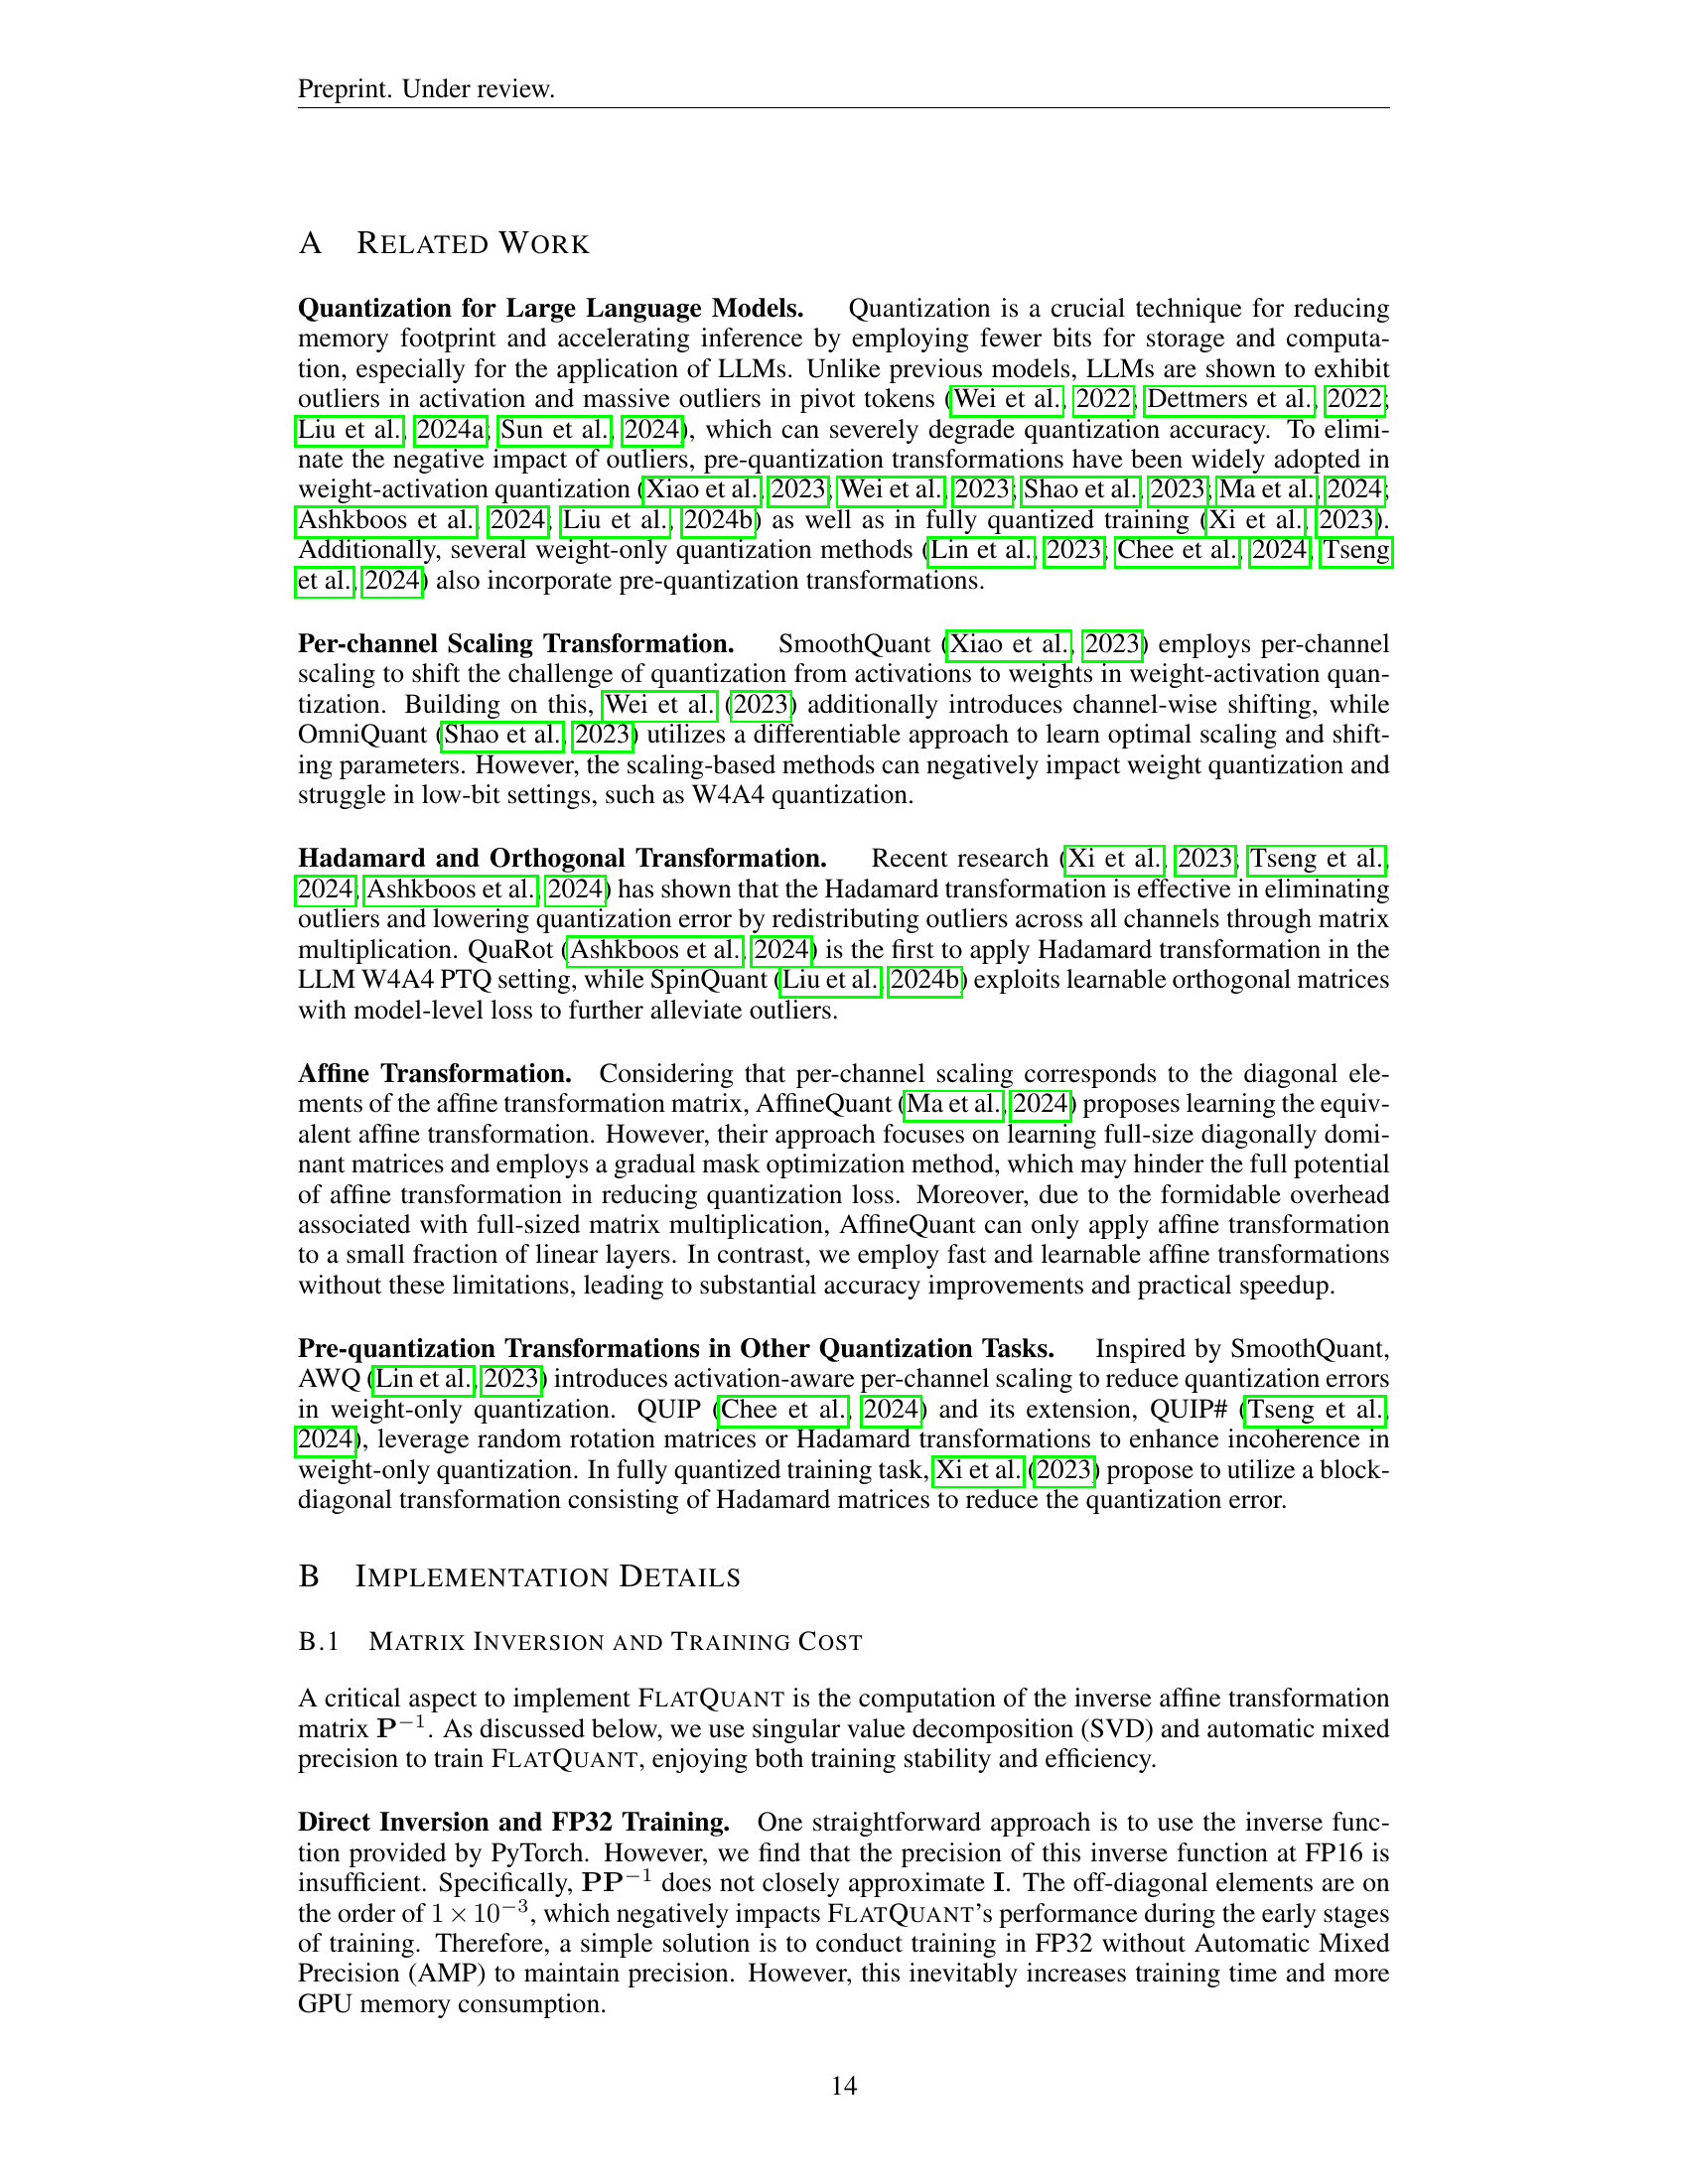 Preprint. Under review.
A RELATED WORK
Quantization for Large Language Models. Quantization is a crucial technique for reducing
memory footprint and accelerating inference by employing fewer bits for storage and computa-
tion, especially for the application of LLMs. Unlike previous models, LLMs are shown to exhibit
outliers in activation and massive outliers in pivot tokens (Wei et al., 2022; Dettmers et al., 2022;
Liu et al., 2024a; Sun et al., 2024), which can severely degrade quantization accuracy. To elimi-
nate the negative impact of outliers, pre-quantization transformations have been widely adopted in
weight-activation quantization (Xiao et al., 2023; Wei et al., 2023; Shao et al., 2023; Ma et al., 2024;
Ashkboos et al., 2024; Liu et al., 2024b) as well as in fully quantized training (Xi et al., 2023).
Additionally, several weight-only quantization methods (Lin et al., 2023; Chee et al., 2024; Tseng
et al., 2024) also incorporate pre-quantization transformations.
Per-channel Scaling Transformation. SmoothQuant (Xiao et al., 2023) employs per-channel
scaling to shift the challenge of quantization from activations to weights in weight-activation quan-
tization. Building on this, Wei et al. (2023) additionally introduces channel-wise shifting, while
OmniQuant (Shao et al., 2023) utilizes a differentiable approach to learn optimal scaling and shift-
ing parameters. However, the scaling-based methods can negatively impact weight quantization and
struggle in low-bit settings, such as W4A4 quantization.
Hadamard and Orthogonal Transformation. Recent research (Xi et al., 2023; Tseng et al.,
2024; Ashkboos et al., 2024) has shown that the Hadamard transformation is effective in eliminating
outliers and lowering quantization error by redistributing outliers across all channels through matrix
multiplication. QuaRot (Ashkboos et al., 2024) is the first to apply Hadamard transformation in the
LLM W4A4 PTQ setting, while SpinQuant (Liu et al., 2024b) exploits learnable orthogonal matrices
with model-level loss to further alleviate outliers.
Affine Transformation. Considering that per-channel scaling corresponds to the diagonal ele-
ments of the affine transformation matrix, AffineQuant (Ma et al., 2024) proposes learning the equiv-
alent affine transformation. However, their approach focuses on learning full-size diagonally domi-
nant matrices and employs a gradual mask optimization method, which may hinder the full potential
of affine transformation in reducing quantization loss. Moreover, due to the formidable overhead
associated with full-sized matrix multiplication, AffineQuant can only apply affine transformation
to a small fraction of linear layers. In contrast, we employ fast and learnable affine transformations
without these limitations, leading to substantial accuracy improvements and practical speedup.
Pre-quantization Transformations in Other Quantization Tasks. Inspired by SmoothQuant,
AWQ (Lin et al., 2023) introduces activation-aware per-channel scaling to reduce quantization errors
in weight-only quantization. QUIP (Chee et al., 2024) and its extension, QUIP# (Tseng et al.,
2024), leverage random rotation matrices or Hadamard transformations to enhance incoherence in
weight-only quantization. In fully quantized training task, Xi et al. (2023) propose to utilize a block-
diagonal transformation consisting of Hadamard matrices to reduce the quantization error.
B IMPLEMENTATION DETAILS
B.1 MATRIX INVERSION AND TRAINING COST
A critical aspect to implement FLATQUANT is the computation of the inverse affine transformation
matrix P⁻¹. As discussed below, we use singular value decomposition (SVD) and automatic mixed
precision to train FLATQUANT, enjoying both training stability and efficiency.
Direct Inversion and FP32 Training. One straightforward approach is to use the inverse func-
tion provided by PyTorch. However, we find that the precision of this inverse function at FP16 is
insufficient. Specifically, PP⁻¹ does not closely approximate I. The off-diagonal elements are on
the order of 1 × 10⁻³, which negatively impacts FLATQUANT's performance during the early stages
of training. Therefore, a simple solution is to conduct training in FP32 without Automatic Mixed
Precision (AMP) to maintain precision. However, this inevitably increases training time and more
GPU memory consumption.
14